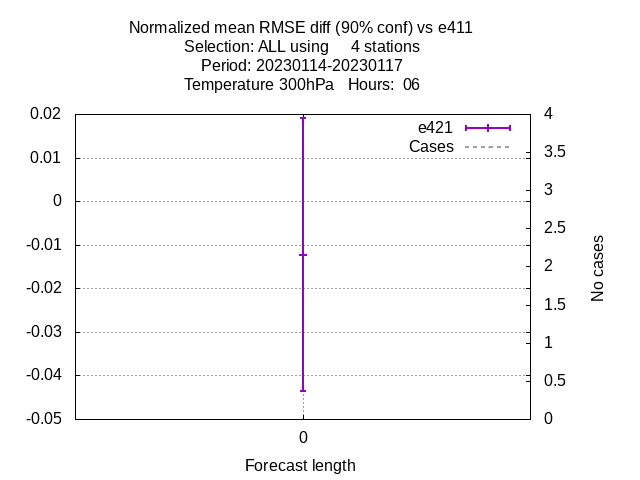 Normalized mean RMSE diff (90% conf) vs e411
Selection: ALL using     4 stations
Period: 20230114-20230117
Temperature 300hPa   Hours:  06
e421
Cases
0.02
0.01
0
-0.01
-0.02
-0.03
-0.04
-0.05
4
3.5
3
2.5
2
1.5
1
0.5
0
No cases
0
Forecast length